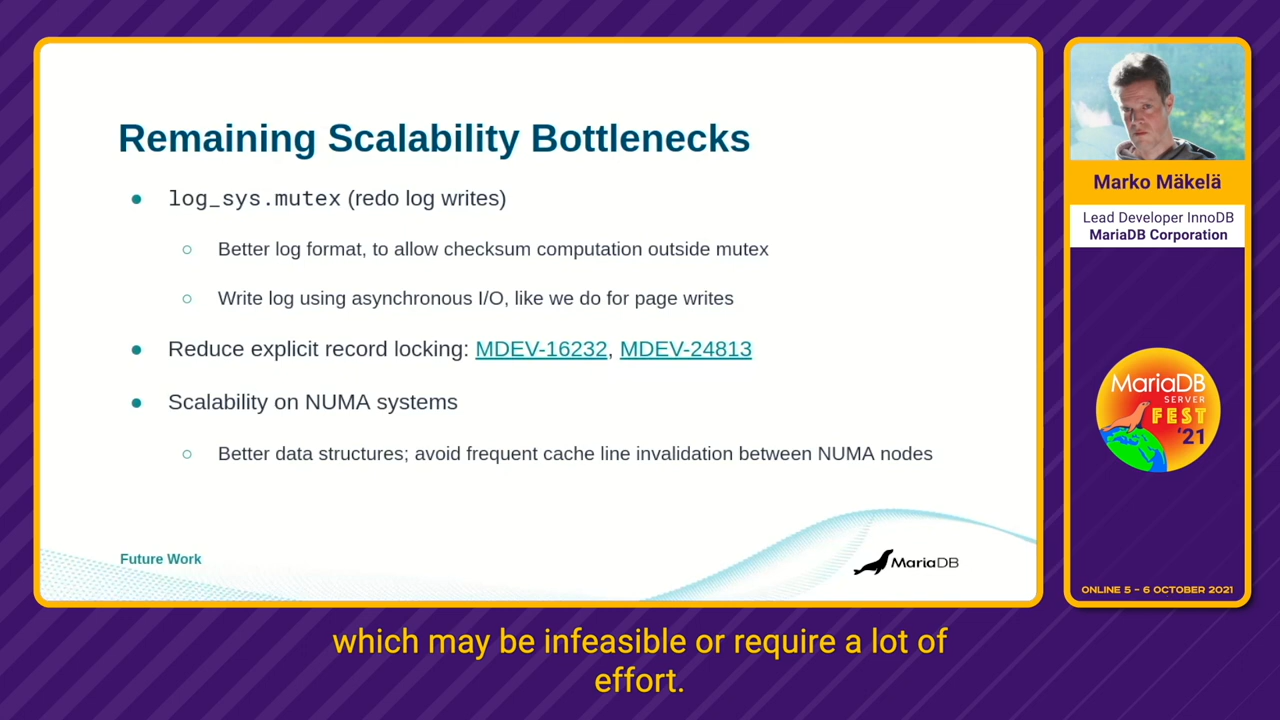 Remaining Scalability Bottlenecks
● log_sys.mutex (redo log writes)
○ Better log format, to allow checksum computation outside mutex
○ Write log using asynchronous I/O, like we do for page writes
● Reduce explicit record locking: MDEV-16232, MDEV-24813
● Scalability on NUMA systems
○ Better data structures; avoid frequent cache line invalidation between NUMA nodes
Future Work
MariaDB
Marko Mäkelä
Lead Developer InnoDB
MariaDB Corporation
MariaDB
SERVER
FEST
'21
ONLINE 5 - 6 OCTOBER 2021
which may be infeasible or require a lot of
effort.